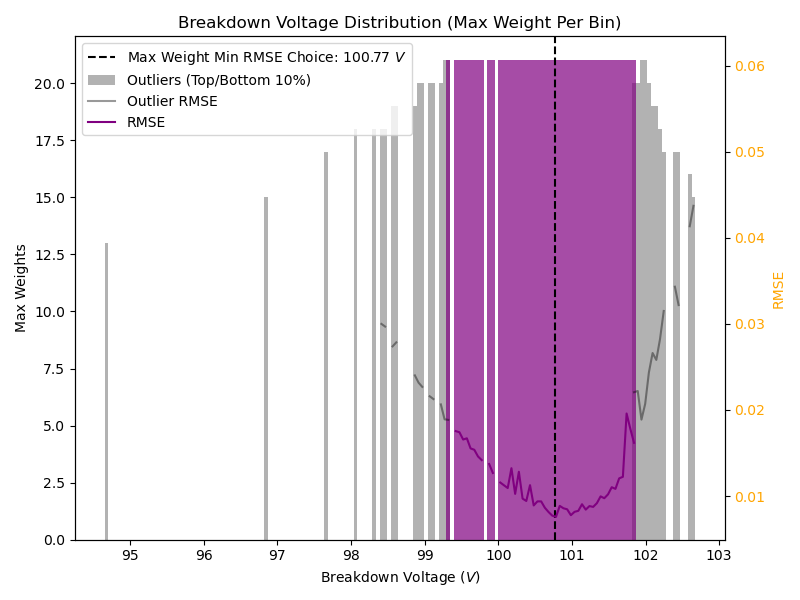 Breakdown Voltage Distribution (Max Weight Per Bin)
Max Weight Min RMSE Choice: 100.77 V
Outliers (Top/Bottom 10%)
Outlier RMSE
RMSE
20.0
17.5
15.0
12.5
10.0
7.5
5.0
2.5
0.0
Max Weights
0.06
0.05
0.04
0.03
0.02
0.01
RMSE
95 96 97 98 99 100 101 102 103
Breakdown Voltage (V)